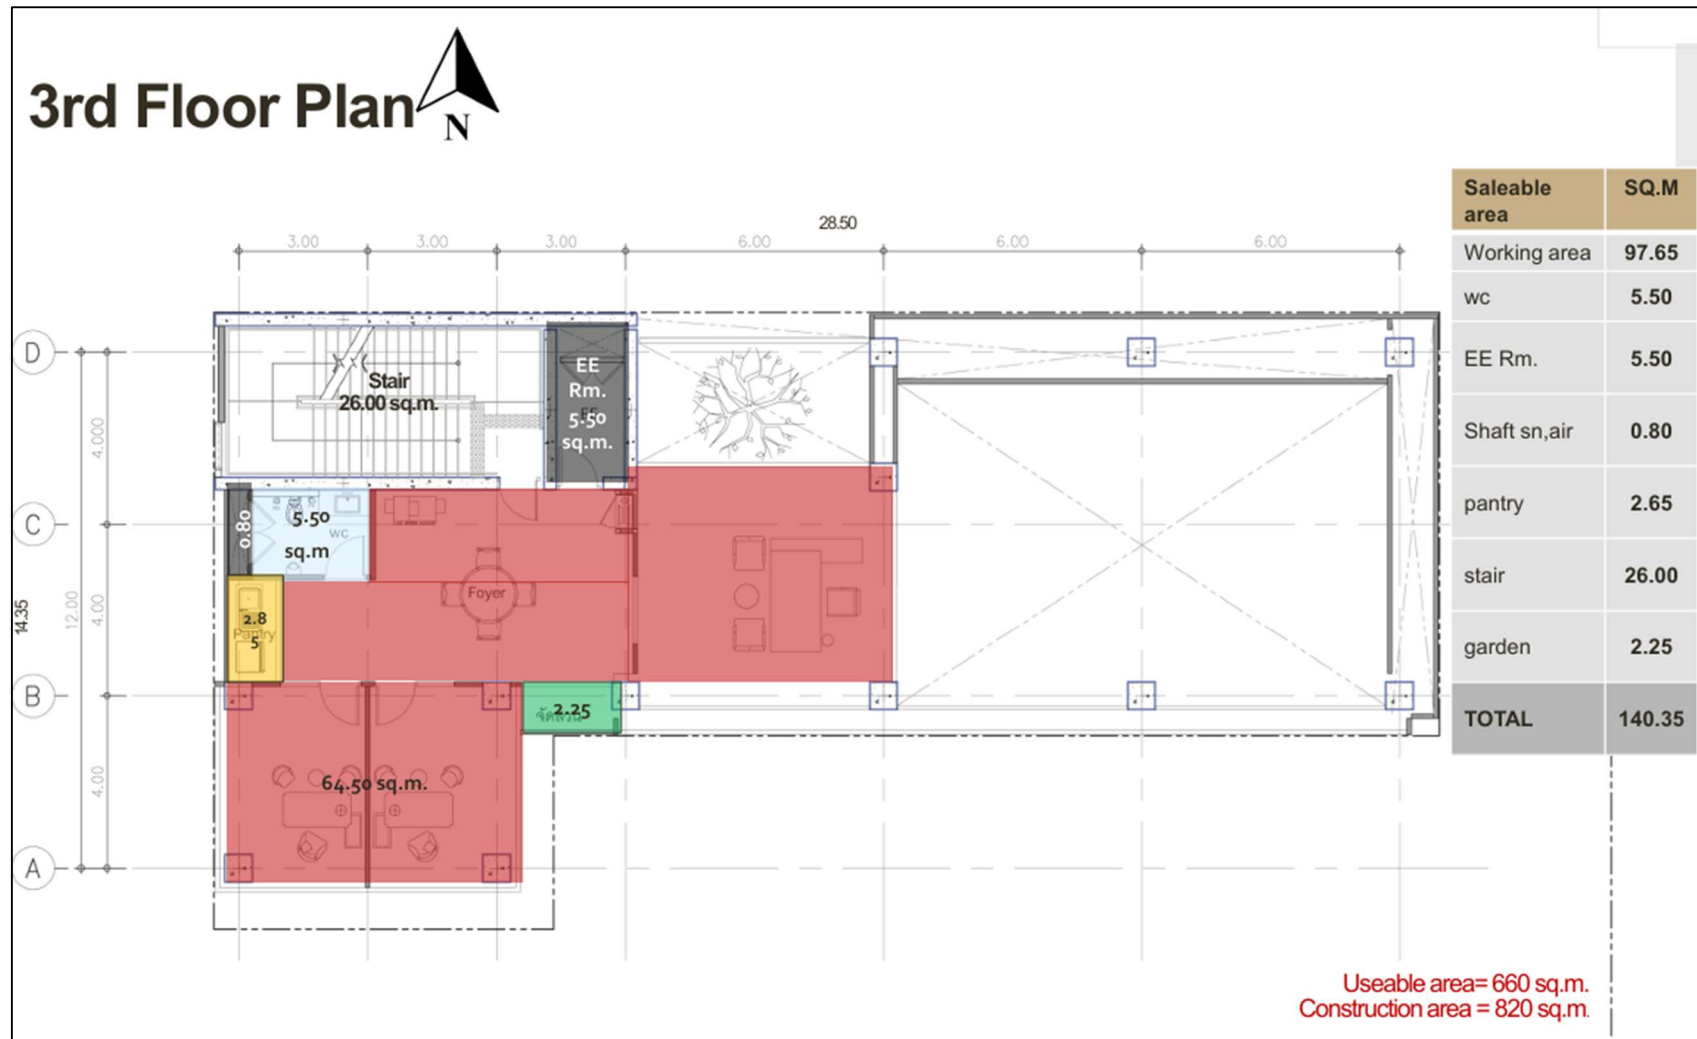 3rd Floor Plan
N
28.50
3.00 3.00 3.00 6.00 6.00 6.00
Saleable area SQ.M
Working area 97.65
wc 5.50
EE Rm. 5.50
Shaft sn,air 0.80
pantry 2.65
stair 26.00
garden 2.25
TOTAL 140.35
D
C
B
A
14.35
12.00
4.000
4.00
4.00
Stair
26.00 sq.m.
EE
Rm.
5.50
sq.m.
0.80
5.50
wc
sq.m
Foyer
2.8
Pantry
5
2.25
64.50 sq.m.
Useable area= 660 sq.m.
Construction area = 820 sq.m.